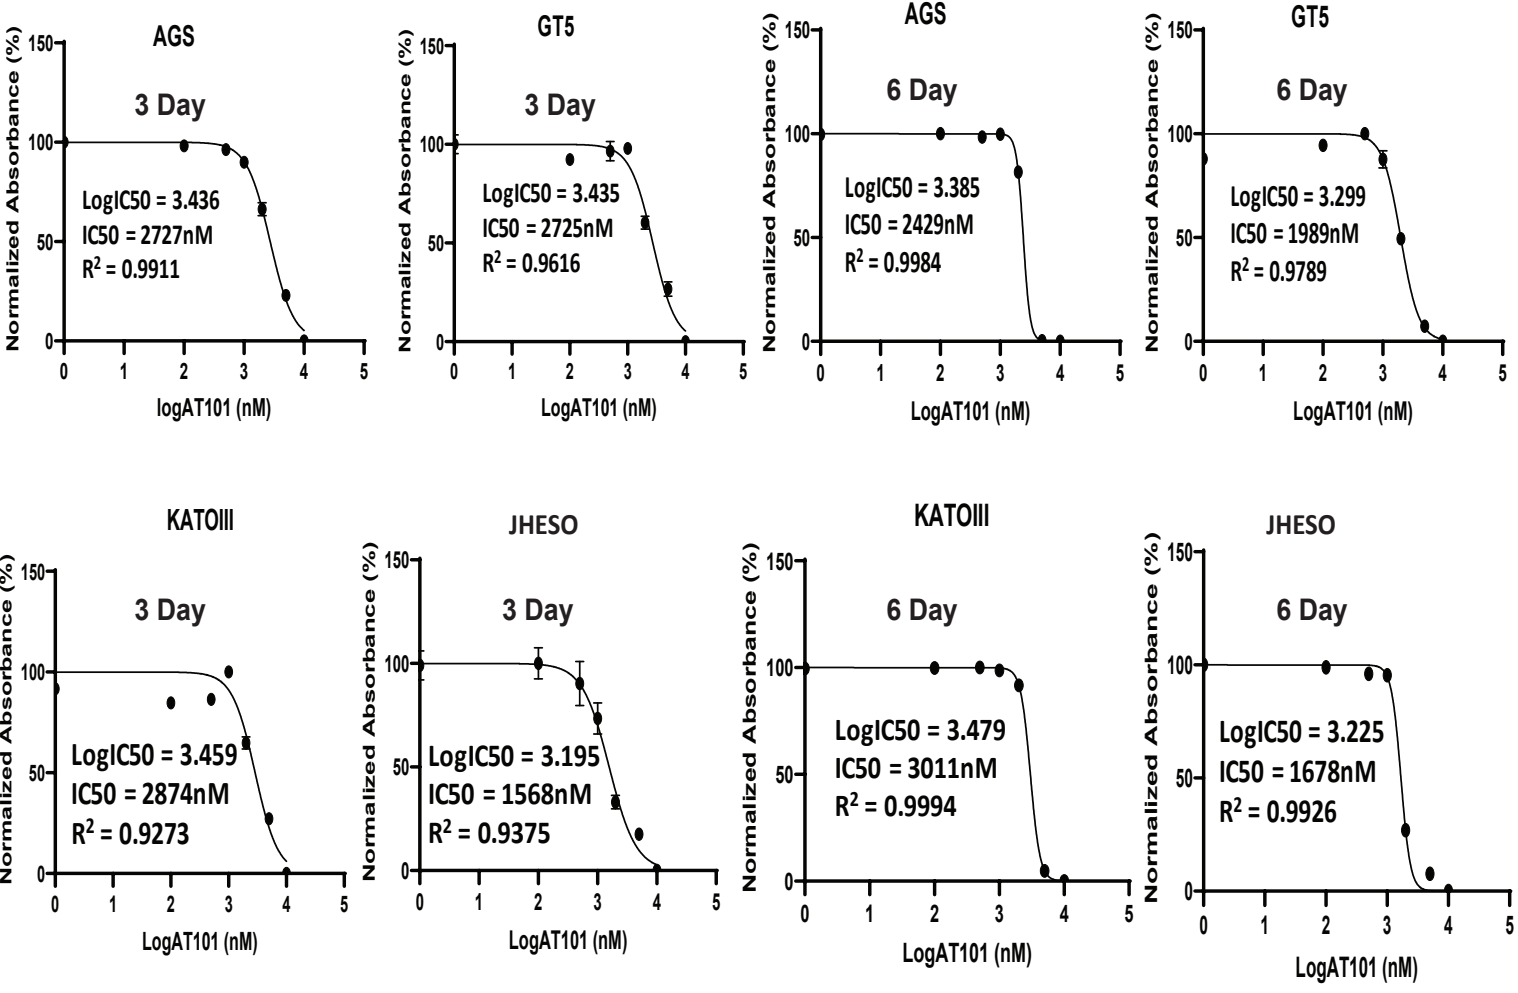 AGS
3 Day
Normalized Absorbance (%)
150
100
50
0
LogIC50 = 3.436
IC50 = 2727nM
R² = 0.9911
0 1 2 3 4 5
logAT101 (nM)
GT5
3 Day
Normalized Absorbance (%)
150
100
50
0
LogIC50 = 3.435
IC50 = 2725nM
R² = 0.9616
0 1 2 3 4 5
LogAT101 (nM)
AGS
6 Day
Normalized Absorbance (%)
150
100
50
0
LogIC50 = 3.385
IC50 = 2429nM
R² = 0.9984
0 1 2 3 4 5
LogAT101 (nM)
GT5
6 Day
Normalized Absorbance (%)
150
100
50
0
LogIC50 = 3.299
IC50 = 1989nM
R² = 0.9789
0 1 2 3 4 5
LogAT101 (nM)
KATOIII
3 Day
Normalized Absorbance (%)
150
100
50
0
LogIC50 = 3.459
IC50 = 2874nM
R² = 0.9273
0 1 2 3 4 5
LogAT101 (nM)
JHESO
3 Day
Normalized Absorbance (%)
150
100
50
0
LogIC50 = 3.195
IC50 = 1568nM
R² = 0.9375
0 1 2 3 4 5
LogAT101 (nM)
KATOIII
6 Day
Normalized Absorbance (%)
150
100
50
0
LogIC50 = 3.479
IC50 = 3011nM
R² = 0.9994
0 1 2 3 4 5
LogAT101 (nM)
JHESO
6 Day
Normalized Absorbance (%)
150
100
50
0
LogIC50 = 3.225
IC50 = 1678nM
R² = 0.9926
0 1 2 3 4 5
LogAT101 (nM)